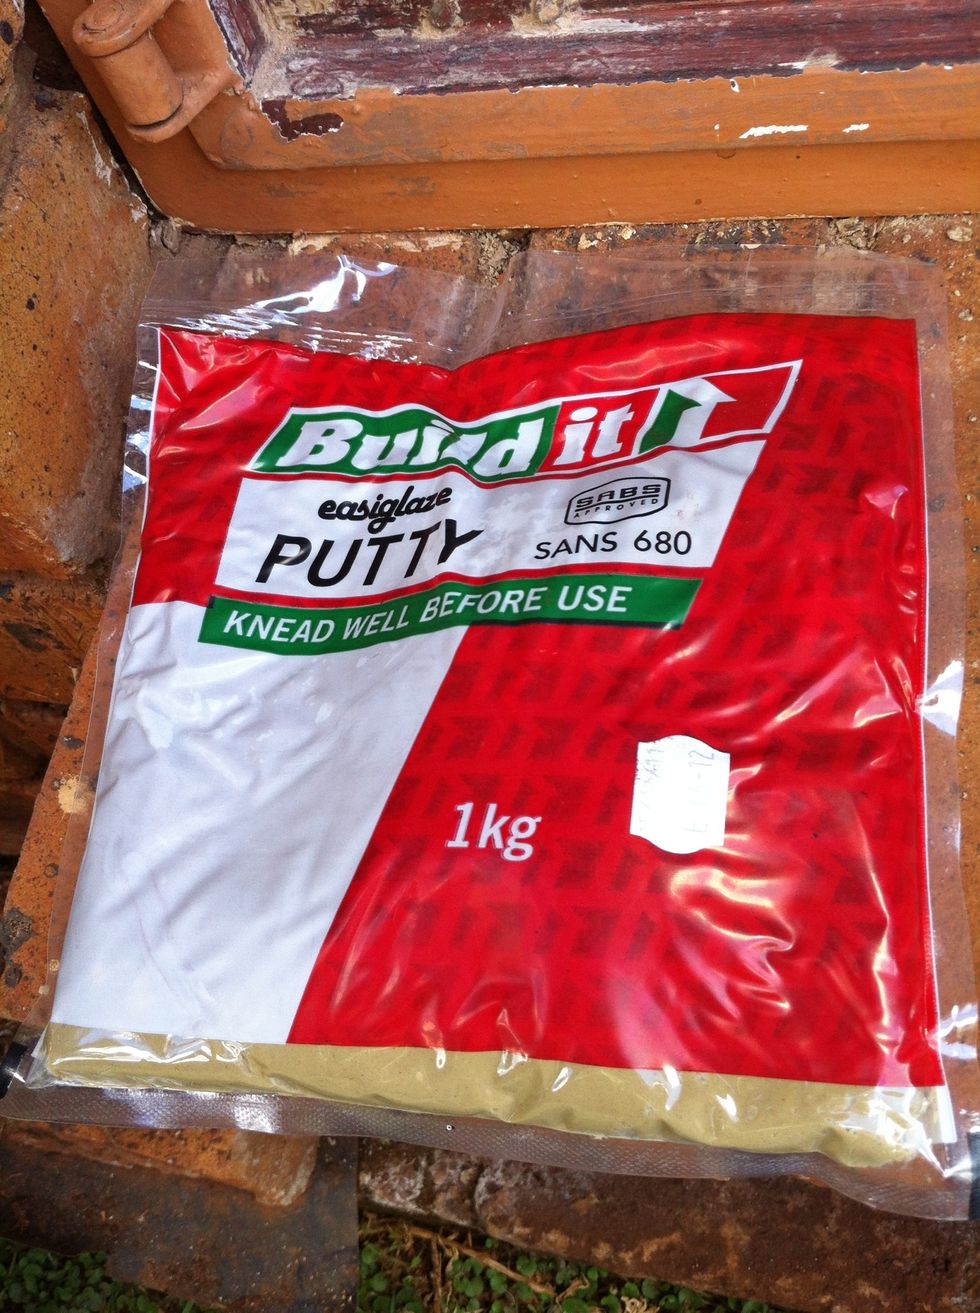 Build it
easiglaze
PUTTY
SABS
APPROVED
SANS 680
KNEAD WELL BEFORE USE
1kg